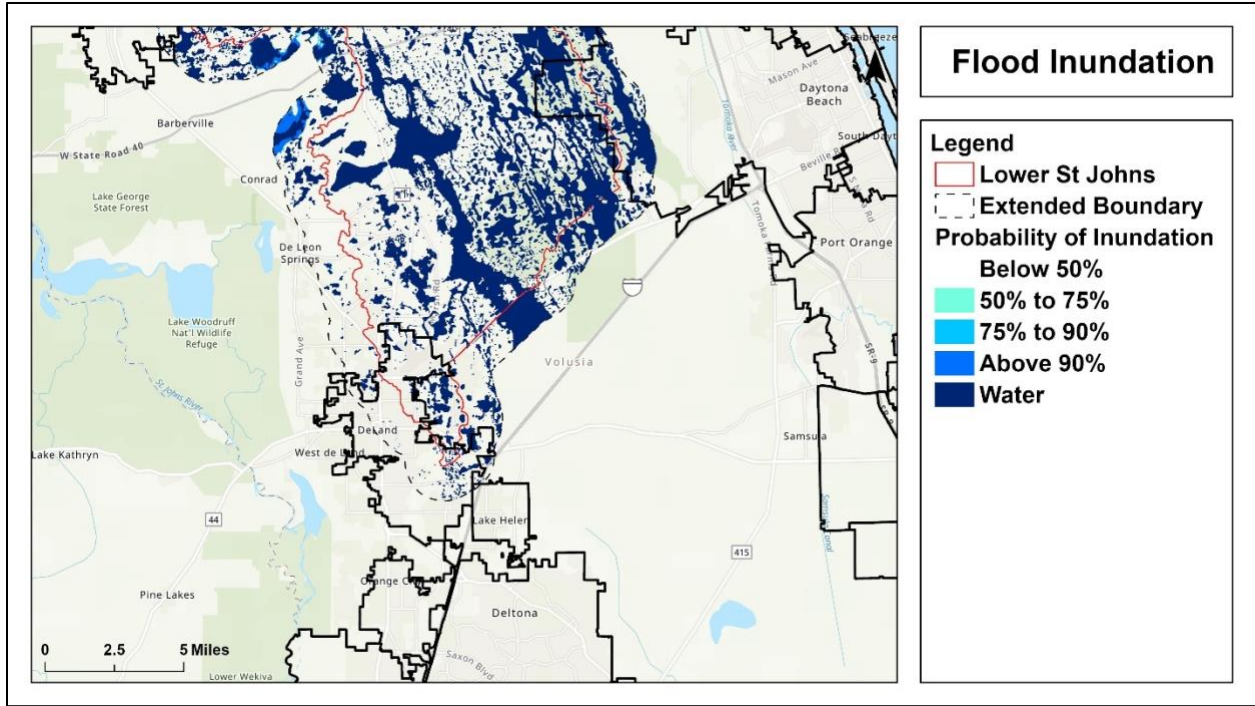 Flood Inundation
Legend
Lower St Johns
Extended Boundary
Probability of Inundation
Below 50%
50% to 75%
75% to 90%
Above 90%
Water
Seabreeze
Mason Ave
Daytona
Beach
Tomoka River
South Dayt
Beville R
Barberville
W State Road 40
Conrad
Lake George
State Forest
De Leon
Springs
Port Orange
Lake Woodruff
Nat'l Wildlife
Refuge
Grand Ave
St Johns River
Volusia
SR-9
DeLand
West de Land
Samsula
Lake Kathryn
44
Lake Helen
415
Orange City
Pine Lakes
Deltona
0 2.5 5 Miles
Saxon Blvd
Lower Wekiva